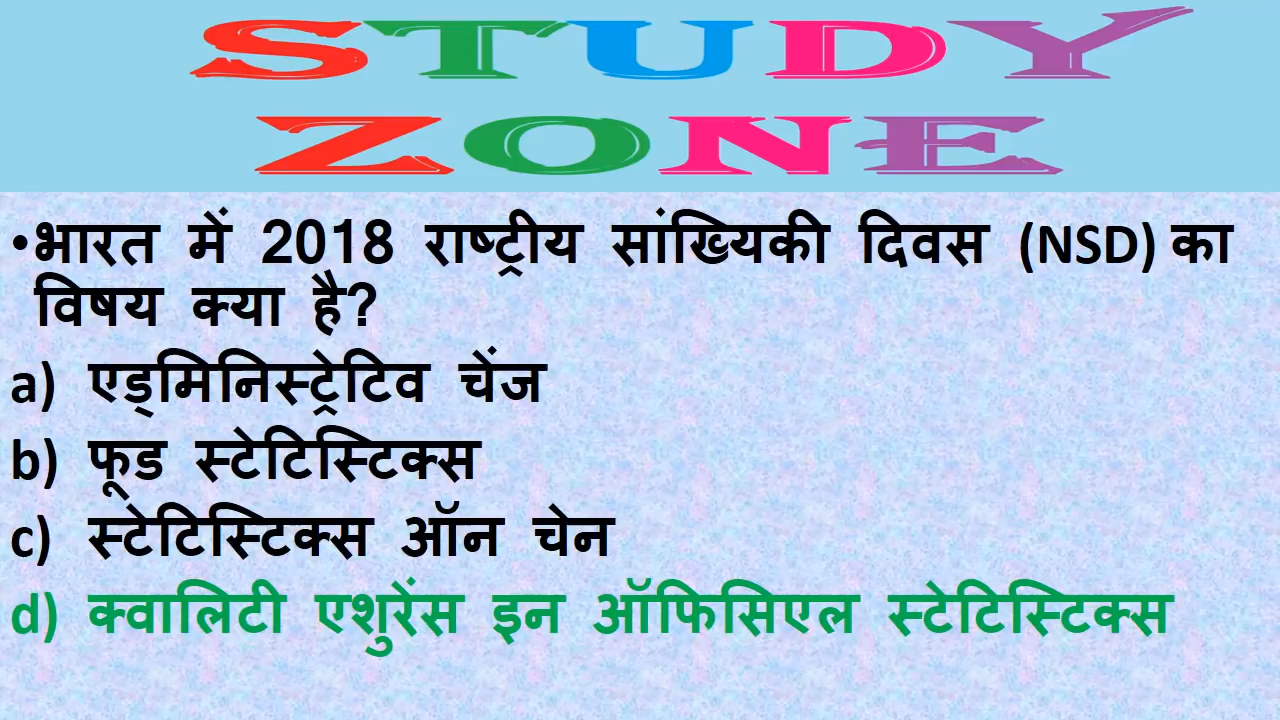 STUDY
ZONE
•भारत में 2018 राष्ट्रीय सांख्यिकी दिवस (NSD) का
विषय क्या है?
a) एड्मिनिस्ट्रेटिव चेंज
b) फूड स्टेटिस्टिक्स
c) स्टेटिस्टिक्स ऑन चेन
d) क्वालिटी एशुरेंस इन ऑफिसिएल स्टेटिस्टिक्स